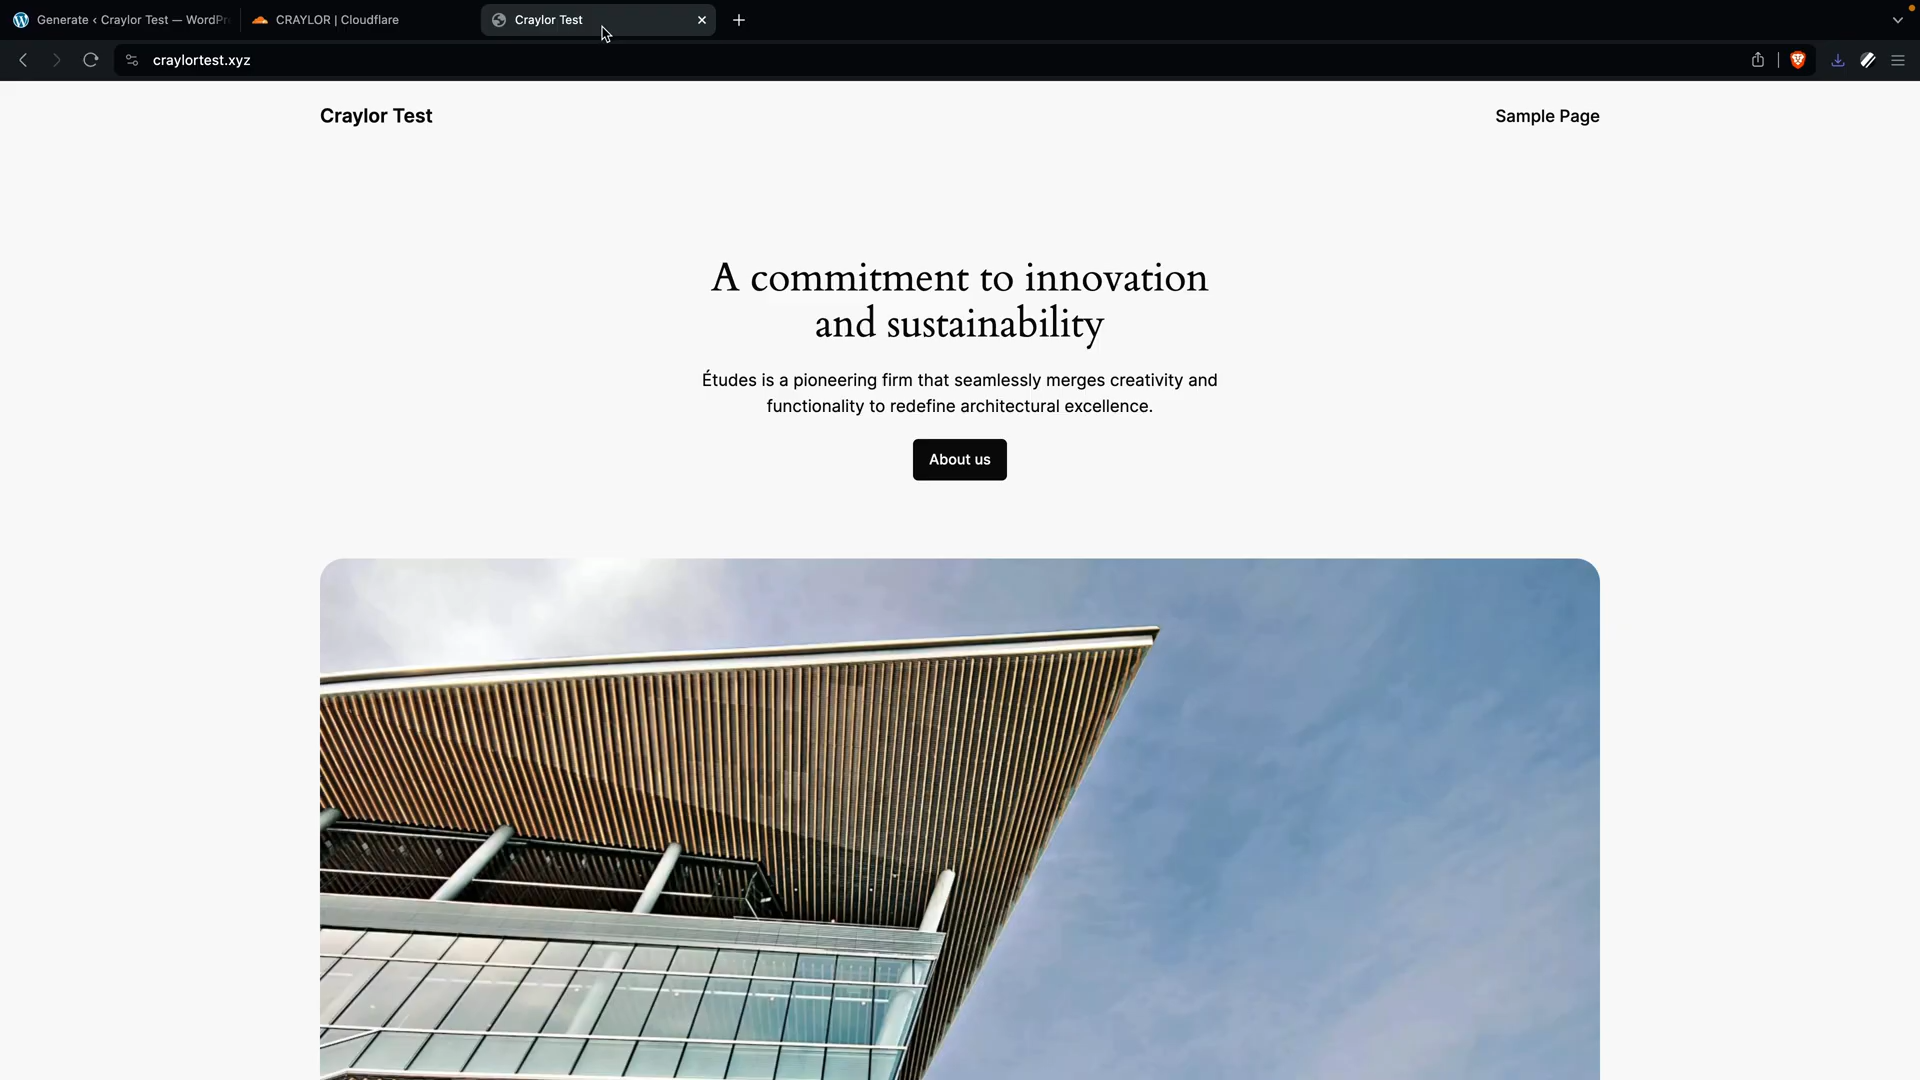 Generate ‹ Craylor Test — WordPr
CRAYLOR | Cloudflare
Craylor Test
craylortest.xyz
Craylor Test
Sample Page
A commitment to innovation
and sustainability
Études is a pioneering firm that seamlessly merges creativity and
functionality to redefine architectural excellence.
About us